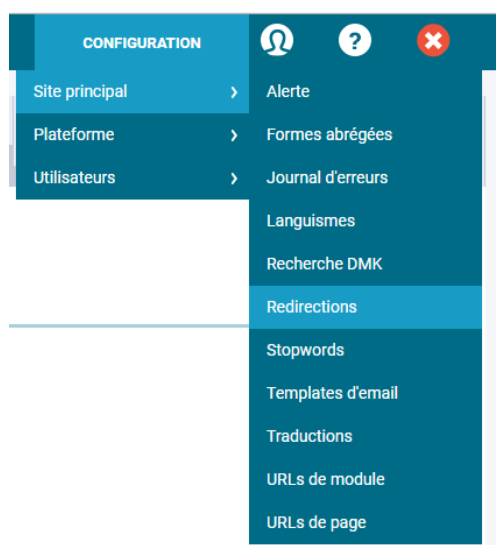 CONFIGURATION
?
Site principal
Plateforme
Utilisateurs
Alerte
Formes abrégées
Journal d'erreurs
Languismes
Recherche DMK
Redirections
Stopwords
Templates d'email
Traductions
URLs de module
URLs de page